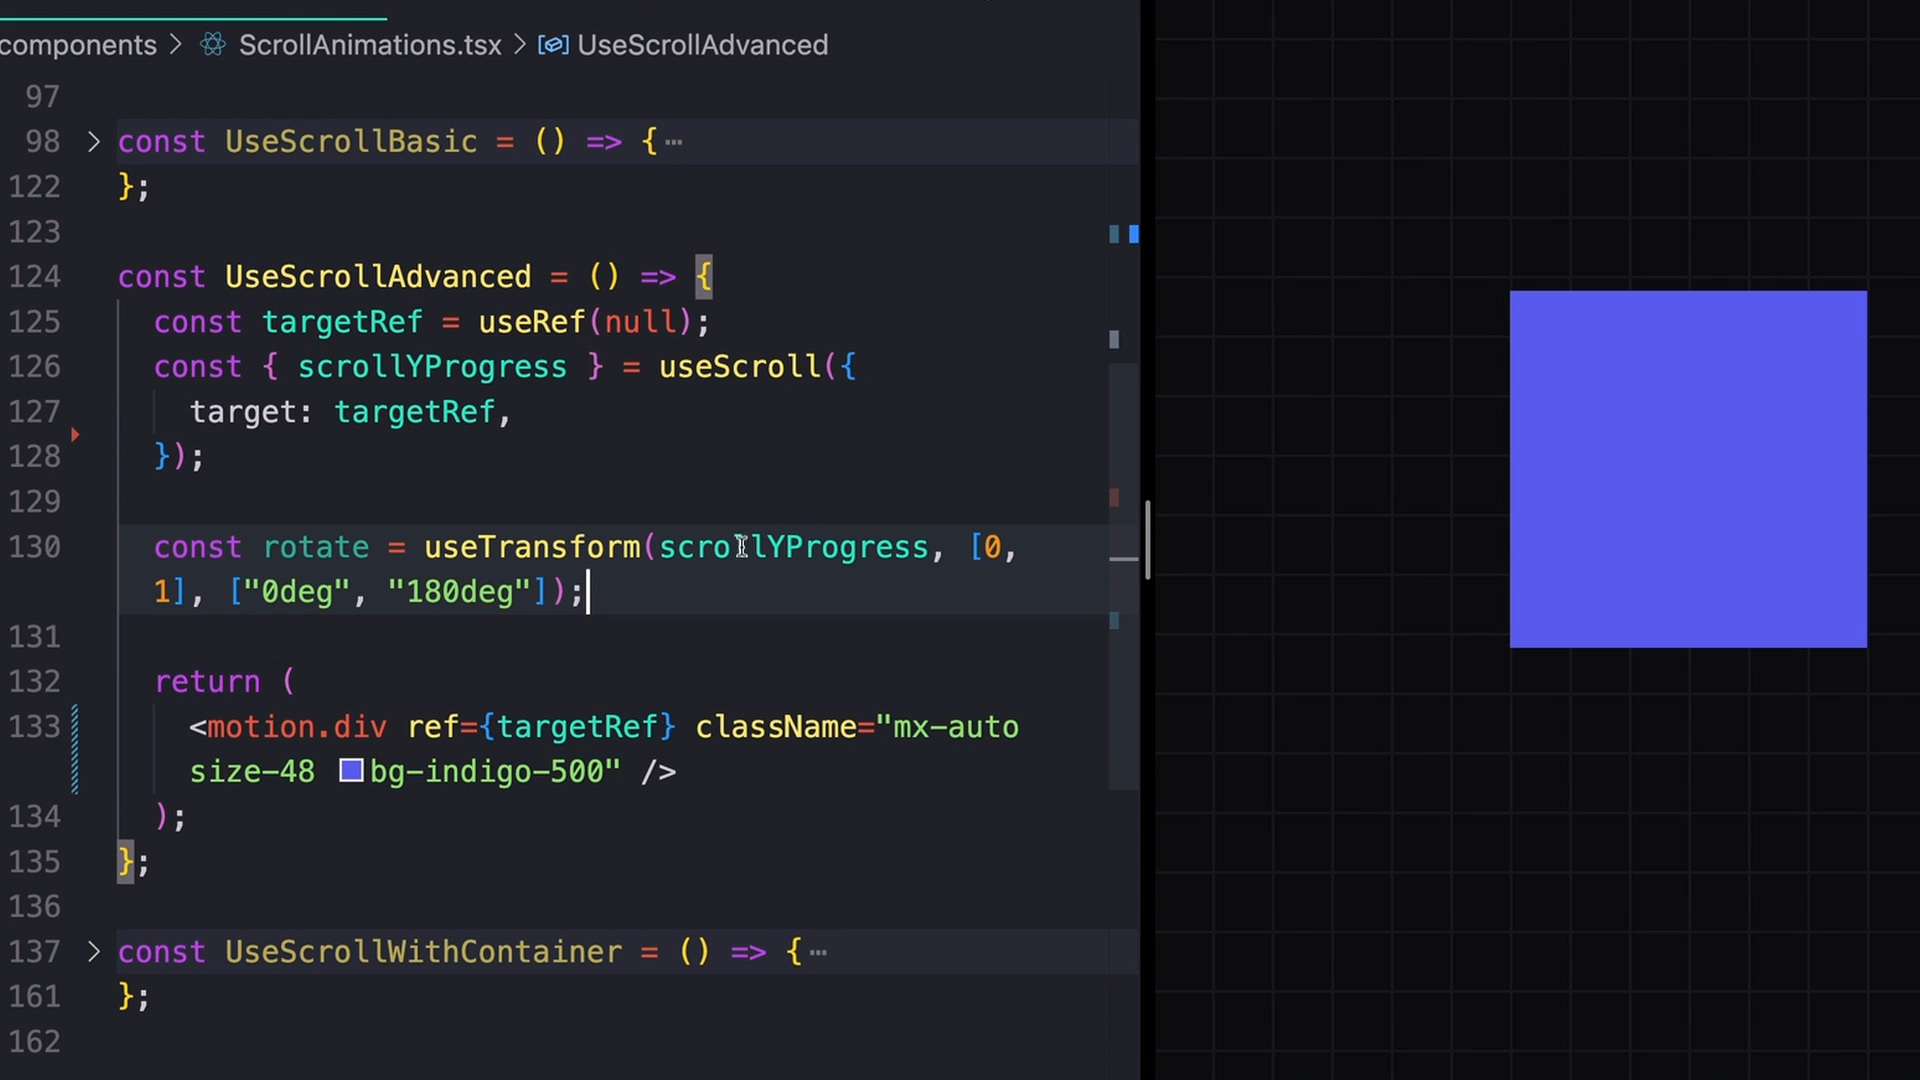 components > ScrollAnimations.tsx > UseScrollAdvanced
97
98 > const UseScrollBasic = () => {⋯
122 };
123
124 const UseScrollAdvanced = () => {
125 const targetRef = useRef(null);
126 const { scrollYProgress } = useScroll({
127 target: targetRef,
128 });
129
130 const rotate = useTransform(scrollYProgress, [0,
1], ["0deg", "180deg"]);
131
132 return (
133 <motion.div ref={targetRef} className="mx-auto
size-48 bg-indigo-500" />
134 );
135 };
136
137 > const UseScrollWithContainer = () => {⋯
161 };
162